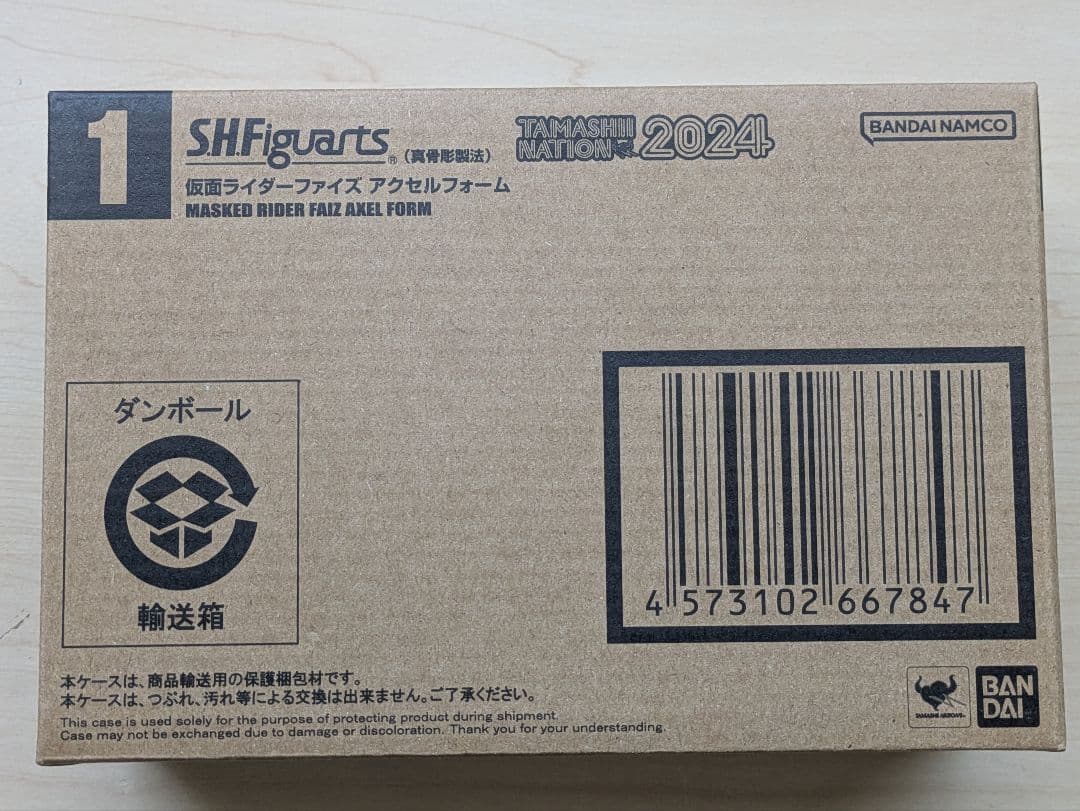 1
S.H.Figuarts® (真骨彫製法)
TAMASHII NATION 2024
BANDAI NAMCO
仮面ライダーファイズ アクセルフォーム
MASKED RIDER FAIZ AXEL FORM
ダンボール
輸送箱
4 573102 667847
本ケースは、商品輸送用の保護梱包材です。
本ケースは、つぶれ、汚れ等による交換は出来ません。ご了承ください。
This case is used solely for the purpose of protecting product during shipment.
Case may not be exchanged due to damage or discoloration. Thank you for your understanding.
TAMASHII NATIONS
BAN
DAI